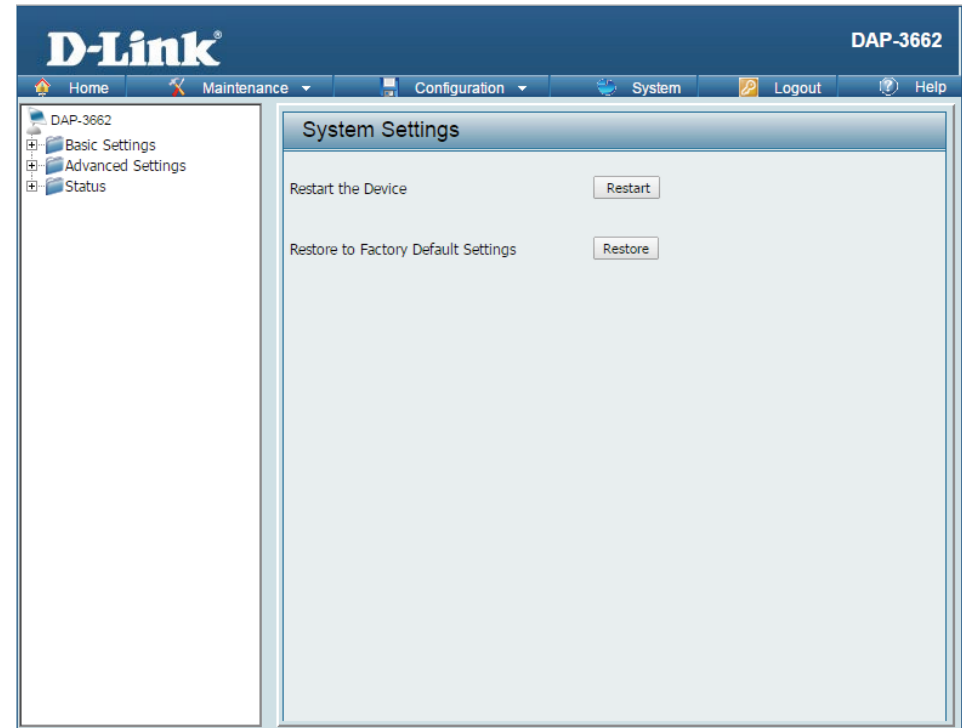 D-Link®
DAP-3662
Home Maintenance Configuration System Logout Help
DAP-3662
Basic Settings
Advanced Settings
Status
System Settings
Restart the Device Restart
Restore to Factory Default Settings Restore